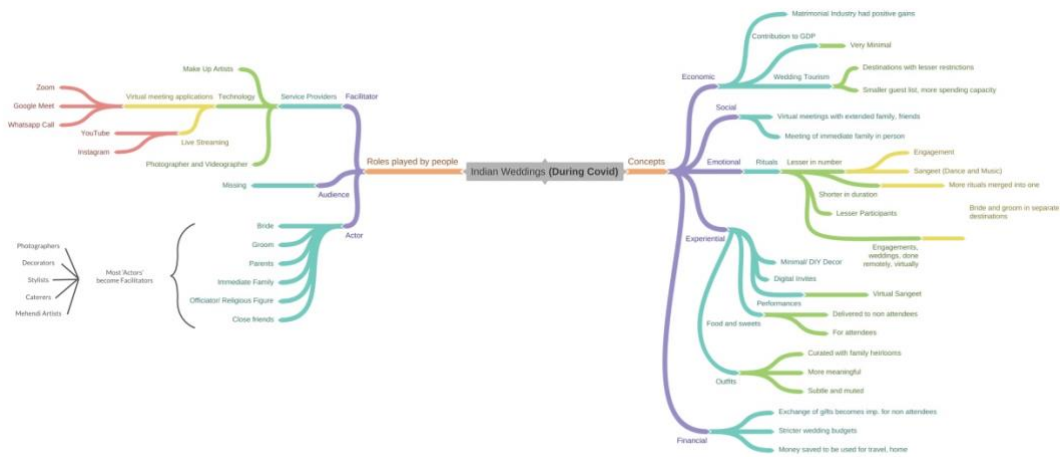 Indian Weddings (During Covid)
Roles played by people
Facilitator
Service Providers
Make Up Artists
Technology
Virtual meeting applications
Zoom
Google Meet
Whatsapp Call
Live Streaming
YouTube
Instagram
Photographer and Videographer
Audience
Missing
Actor
Bride
Groom
Parents
Immediate Family
Officiator/ Religious Figure
Close friends
Most 'Actors'
become Facilitators
Photographers
Decorators
Stylists
Caterers
Mehendi Artists
Concepts
Economic
Matrimonial Industry had positive gains
Contribution to GDP
Very Minimal
Wedding Tourism
Destinations with lesser restrictions
Smaller guest list, more spending capacity
Social
Virtual meetings with extended family, friends
Meeting of immediate family in person
Emotional
Rituals
Lesser in number
Engagement
Sangeet (Dance and Music)
Shorter in duration
More rituals merged into one
Lesser Participants
Engagements,
weddings, done
remotely, virtually
Bride and groom in separate
destinations
Experiential
Minimal/ DIY Decor
Digital Invites
Performances
Virtual Sangeet
Food and sweets
Delivered to non attendees
For attendees
Outfits
Curated with family heirlooms
More meaningful
Subtle and muted
Financial
Exchange of gifts becomes imp. for non attendees
Stricter wedding budgets
Money saved to be used for travel, home